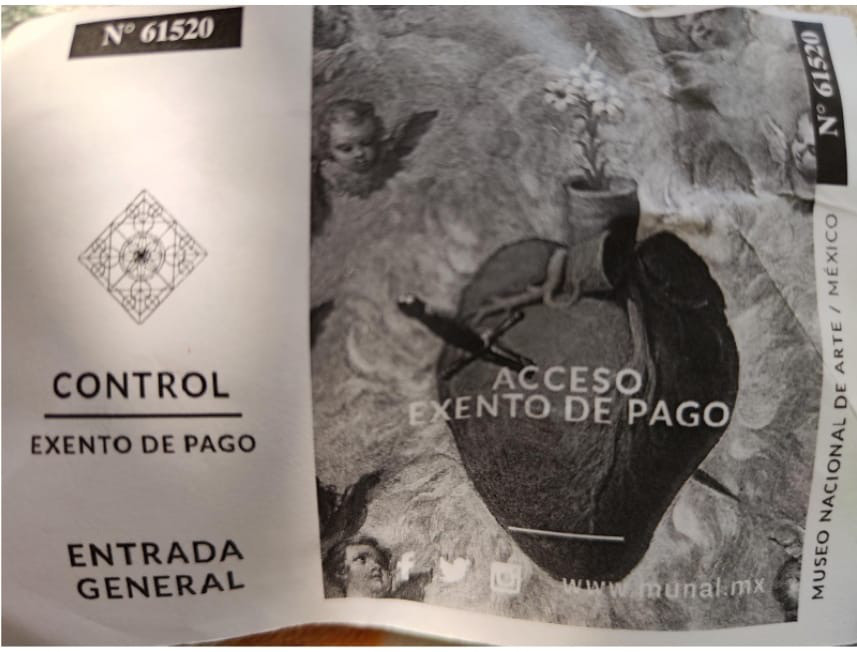 N° 61520
CONTROL
EXENTO DE PAGO
ENTRADA
GENERAL
ACCESO
EXENTO DE PAGO
www.munal.mx
N° 61520
MUSEO NACIONAL DE ARTE / MÉXICO